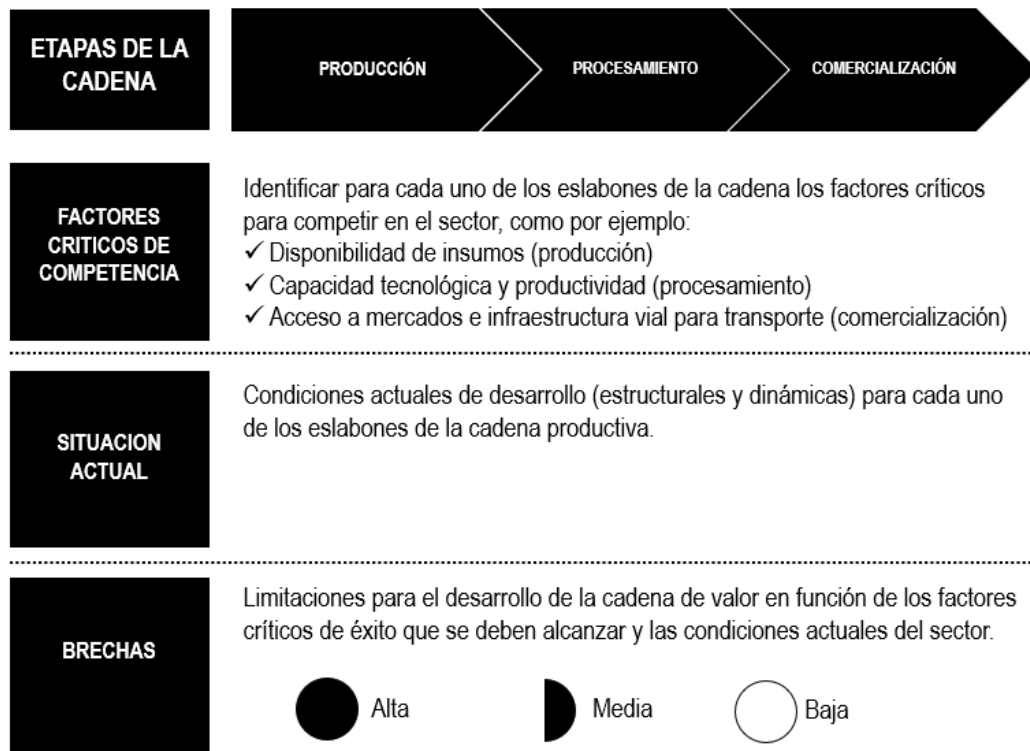 ETAPAS DE LA
CADENA
PRODUCCIÓN
PROCESAMIENTO
COMERCIALIZACIÓN
FACTORES
CRITICOS DE
COMPETENCIA
Identificar para cada uno de los eslabones de la cadena los factores críticos
para competir en el sector, como por ejemplo:
✓ Disponibilidad de insumos (producción)
✓ Capacidad tecnológica y productividad (procesamiento)
✓ Acceso a mercados e infraestructura vial para transporte (comercialización)
SITUACION
ACTUAL
Condiciones actuales de desarrollo (estructurales y dinámicas) para cada uno
de los eslabones de la cadena productiva.
BRECHAS
Limitaciones para el desarrollo de la cadena de valor en función de los factores
críticos de éxito que se deben alcanzar y las condiciones actuales del sector.
Alta
Media
Baja